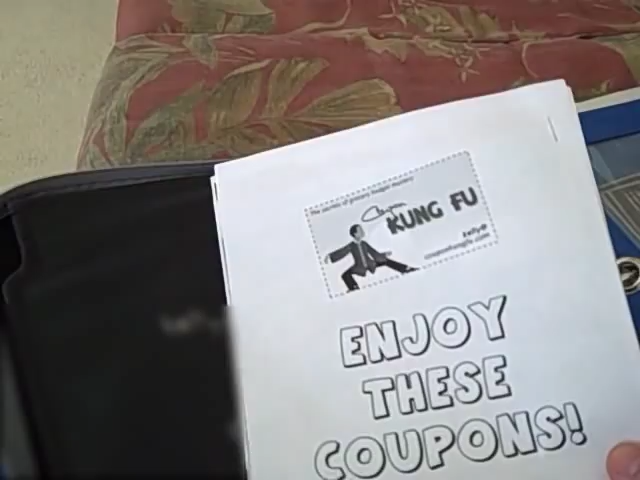 The secrets of grocery budget mastery
Coupon
KUNG FU
couponkungfu.com
ENJOY
THESE
COUPONS!